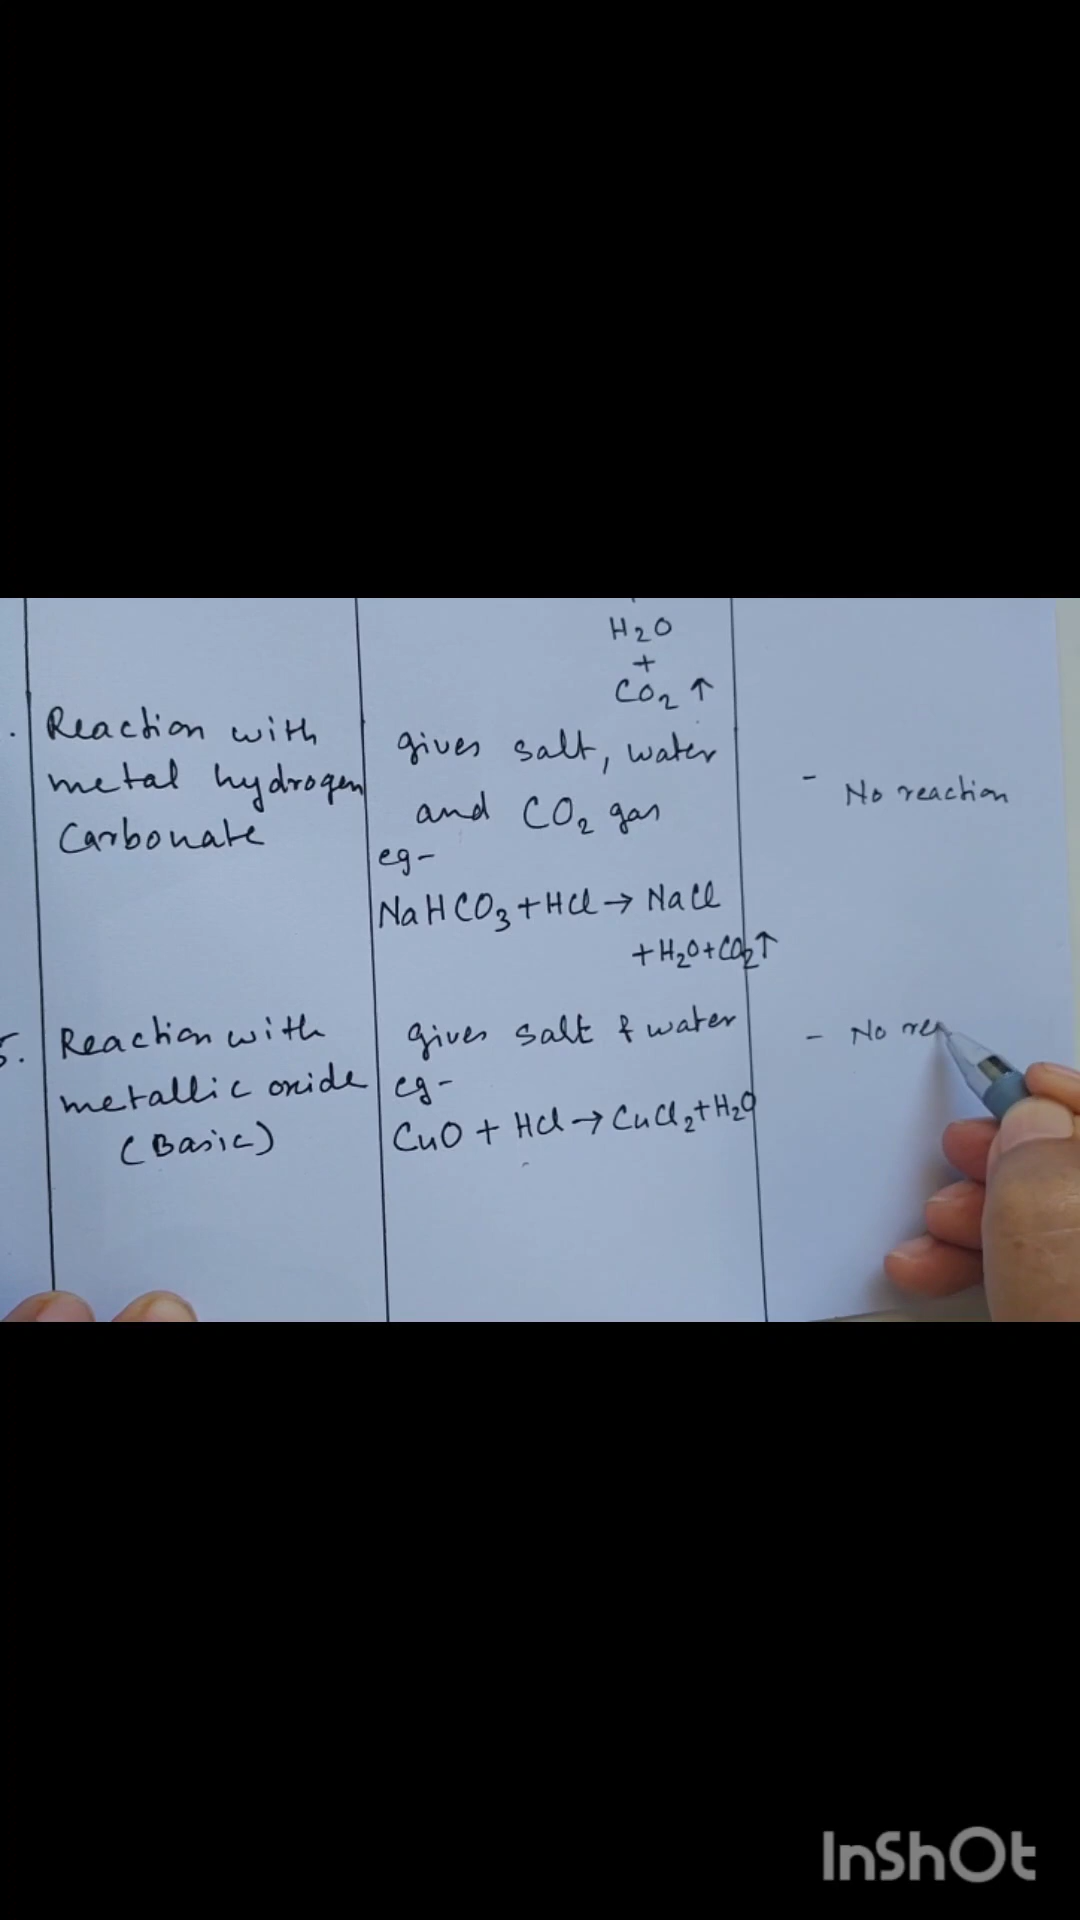 H2O
+
CO2 ↑
. Reaction with
metal hydrogen
Carbonate
gives salt, water
and CO2 gas
eg-
NaHCO3 + HCl → NaCl
+ H2O + CO2↑
- No reaction
5. Reaction with
metallic oxide
(Basic)
gives salt & water
eg-
CuO + HCl → CuCl2 + H2O
- No rea
InShOt